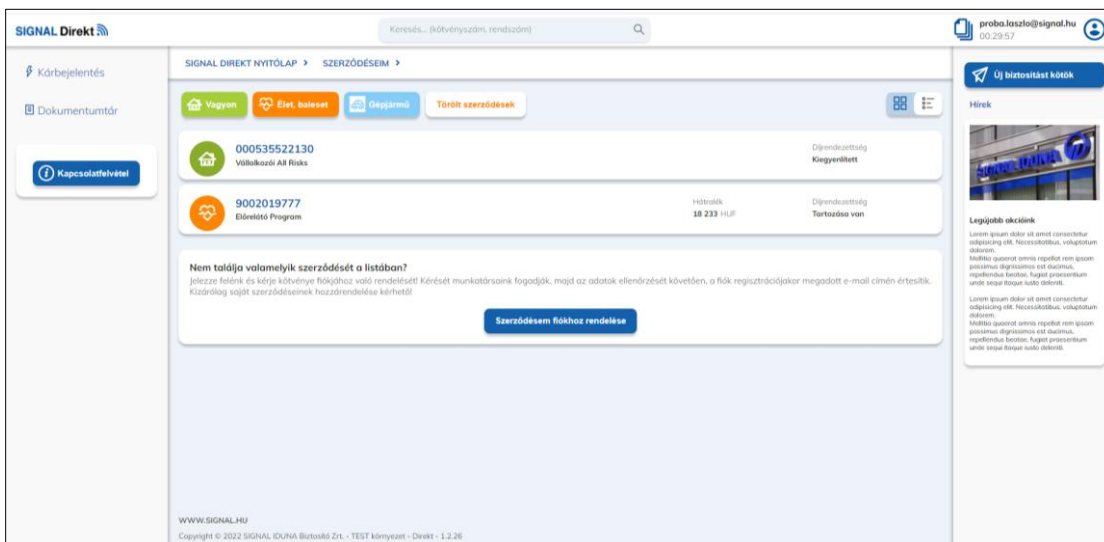 SIGNAL Direkt
Keresés... (kötvényszám, rendszám)
proba.laszlo@signal.hu
00:29:57
Kárbejelentés
Dokumentumtár
Kapcsolatfelvétel
SIGNAL DIREKT NYITÓLAP > SZERZŐDÉSEIM >
Vagyon
Élet, baleset
Gépjármű
Törölt szerződések
000535522130
Vállalkozói All Risks
Díjrendezettség
Kiegyenlített
9002019777
Előrelátó Program
Hátralék
18 233 HUF
Díjrendezettség
Tartozása van
Nem találja valamelyik szerződését a listában?
Jelezze felénk és kérje kötvénye fiókjához való rendelését! Kérését munkatársaink fogadják, majd az adatok ellenőrzését követően, a fiók regisztrációjakor megadott e-mail címén értesítik.
Kizárólag saját szerződéseinek hozzárendelése kérhető!
Szerződésem fiókhoz rendelése
WWW.SIGNAL.HU
Copyright © 2022 SIGNAL IDUNA Biztosító Zrt. - TEST környezet - Direkt - 1.2.26
Új biztosítást kötök
Hírek
SIGNAL IDUNA
Legújabb akcióink
Lorem ipsum dolor sit amet consectetur
adipisicing elit. Necessitatibus, voluptatum
dolorem.
Mollitia quaerat omnis repellat rem ipsam
possimus dignissimos est ducimus,
repellendus beatae, fugiat praesentium
unde sequi itaque iusto deleniti.
Lorem ipsum dolor sit amet consectetur
adipisicing elit. Necessitatibus, voluptatum
dolorem.
Mollitia quaerat omnis repellat rem ipsam
possimus dignissimos est ducimus,
repellendus beatae, fugiat praesentium
unde sequi itaque iusto deleniti.